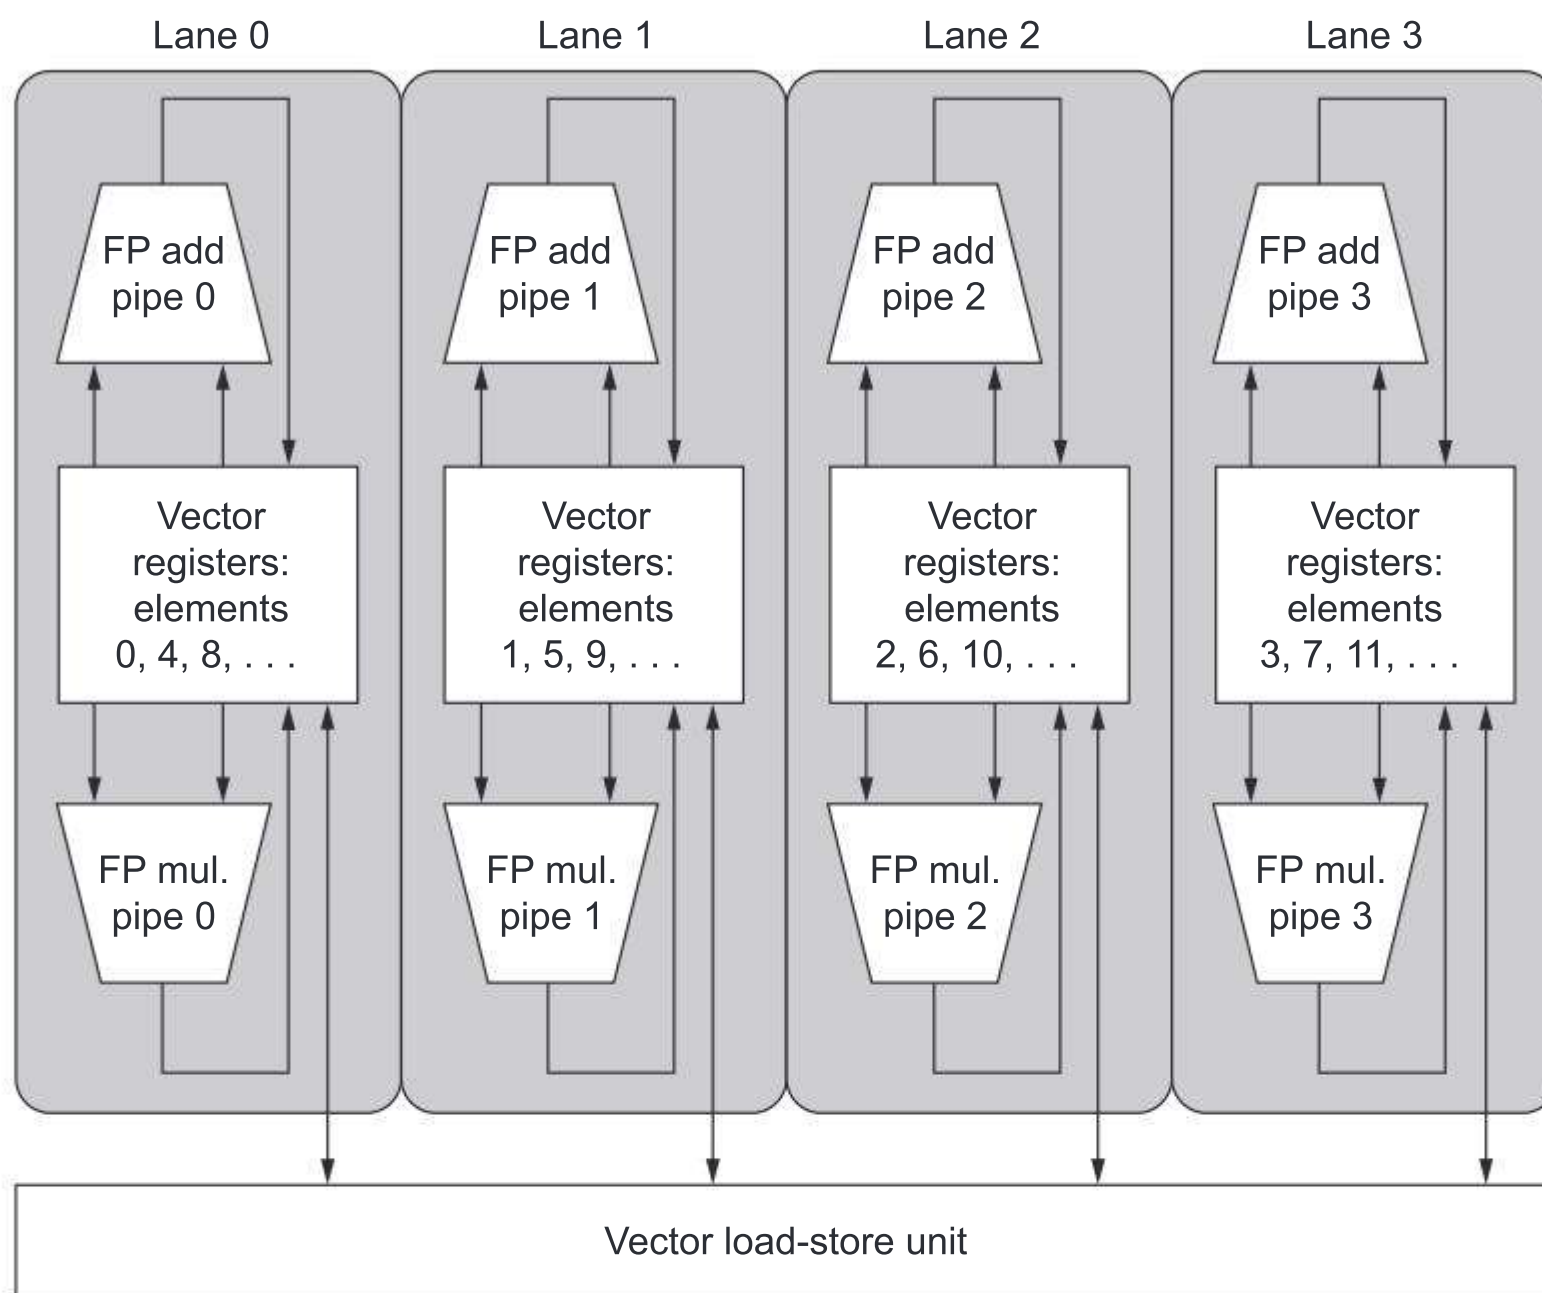 Lane 0
Lane 1
Lane 2
Lane 3
FP add
pipe 0
FP add
pipe 1
FP add
pipe 2
FP add
pipe 3
Vector
registers:
elements
0, 4, 8, . . .
Vector
registers:
elements
1, 5, 9, . . .
Vector
registers:
elements
2, 6, 10, . . .
Vector
registers:
elements
3, 7, 11, . . .
FP mul.
pipe 0
FP mul.
pipe 1
FP mul.
pipe 2
FP mul.
pipe 3
Vector load-store unit